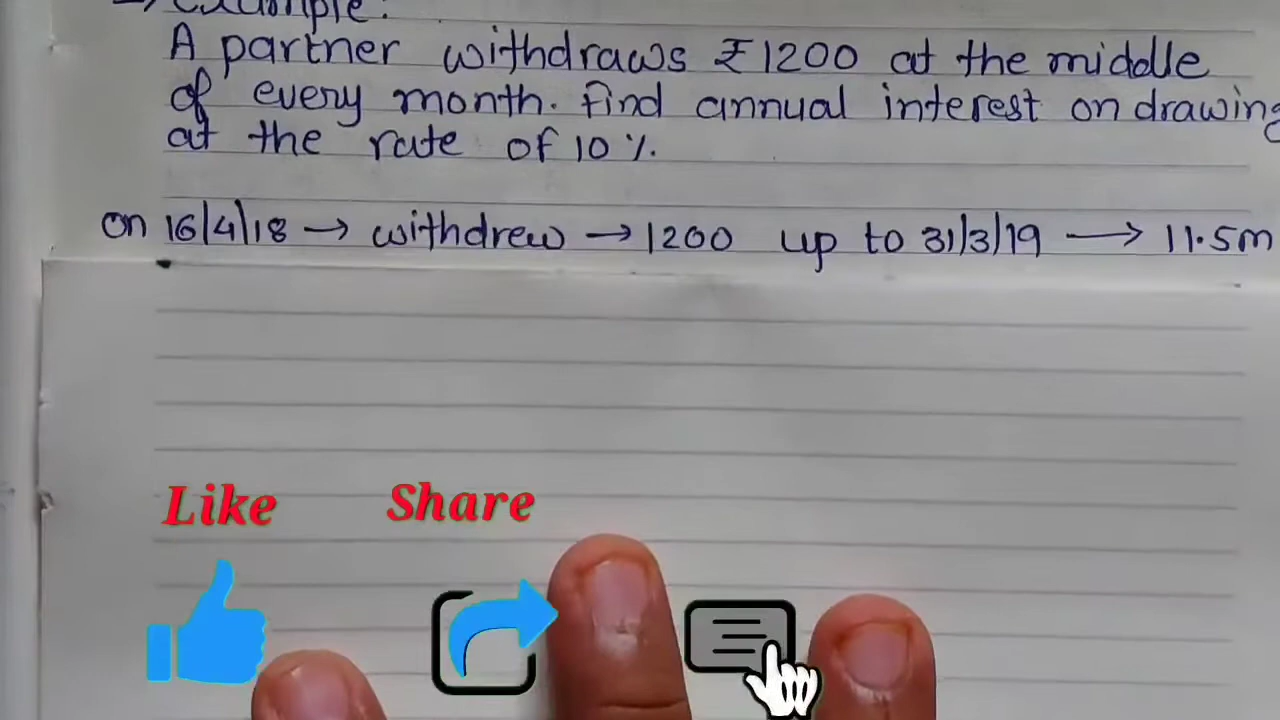 → Example:
A partner withdraws ₹1200 at the middle
of every month. Find annual interest on drawing
at the rate of 10 %.
on 16/4/18 → withdrew → 1200 up to 31/3/19 → 11.5m
Like Share